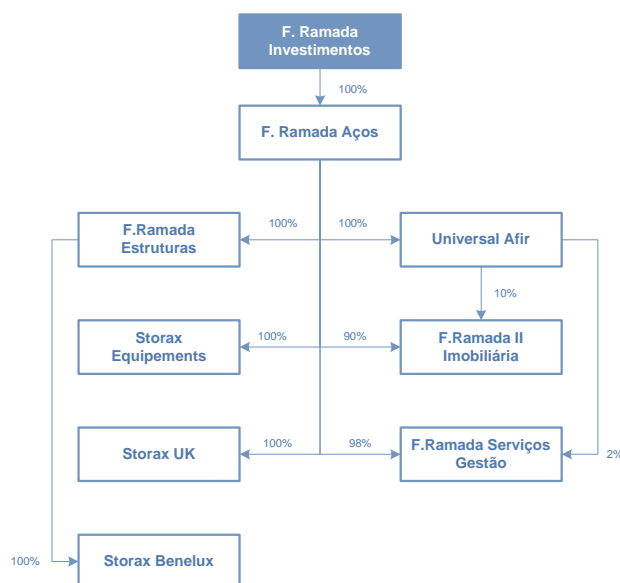 F. Ramada
Investimentos
100%
F. Ramada Aços
F.Ramada
Estruturas
100%
100%
Universal Afir
10%
Storax
Equipements
100%
90%
F.Ramada II
Imobiliária
Storax UK
100%
98%
F.Ramada Serviços
Gestão
2%
100%
Storax Benelux